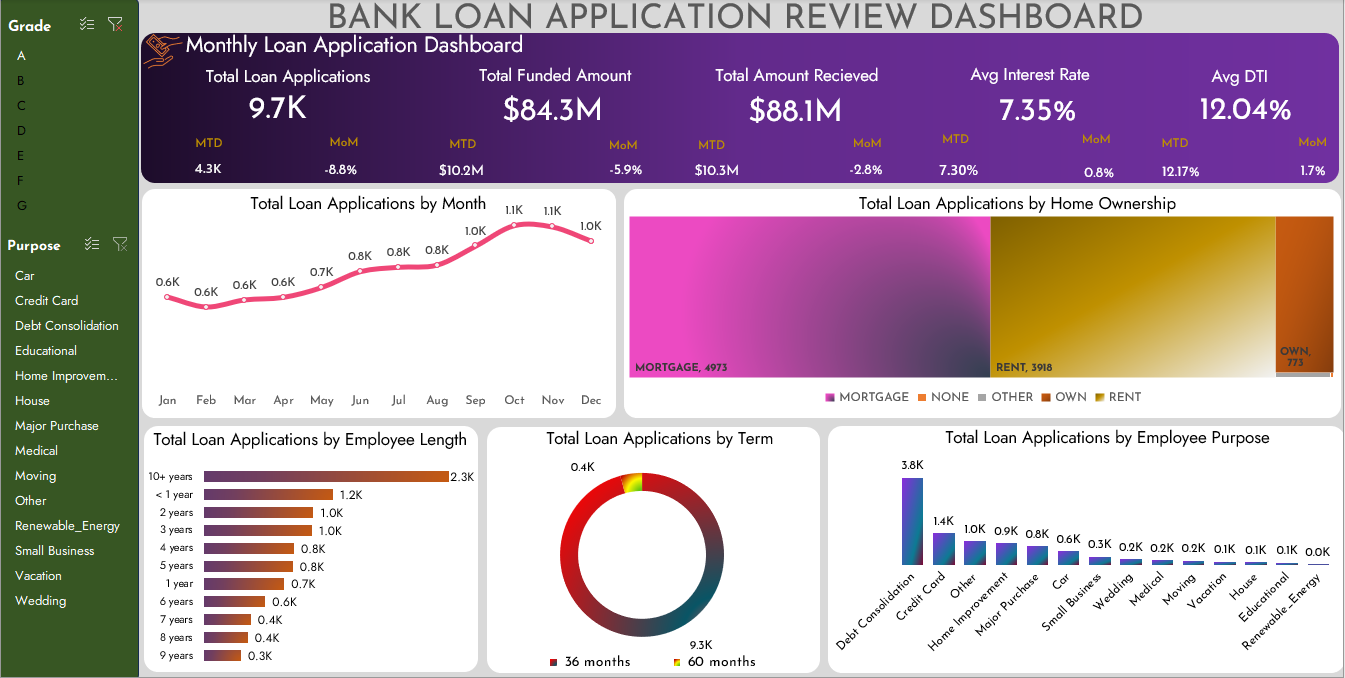 BANK LOAN APPLICATION REVIEW DASHBOARD
Grade
A
B
C
D
E
F
G
Purpose
Car
Credit Card
Debt Consolidation
Educational
Home Improvem...
House
Major Purchase
Medical
Moving
Other
Renewable_Energy
Small Business
Vacation
Wedding
Monthly Loan Application Dashboard
Total Loan Applications
9.7K
MTD MoM
4.3K -8.8%
Total Funded Amount
$84.3M
MTD MoM
$10.2M -5.9%
Total Amount Recieved
$88.1M
MTD MoM
$10.3M -2.8%
Avg Interest Rate
7.35%
MTD MoM
7.30% 0.8%
Avg DTI
12.04%
MTD MoM
12.17% 1.7%
Total Loan Applications by Month
0.6K 0.6K 0.6K 0.6K 0.7K 0.8K 0.8K 0.8K 1.0K 1.1K 1.1K 1.0K
Jan Feb Mar Apr May Jun Jul Aug Sep Oct Nov Dec
Total Loan Applications by Home Ownership
MORTGAGE, 4973
RENT, 3918
OWN,
773
MORTGAGE NONE OTHER OWN RENT
Total Loan Applications by Employee Length
10+ years 2.3K
< 1 year 1.2K
2 years 1.0K
3 years 1.0K
4 years 0.8K
5 years 0.8K
1 year 0.7K
6 years 0.6K
7 years 0.4K
8 years 0.4K
9 years 0.3K
Total Loan Applications by Term
0.4K
9.3K
36 months 60 months
Total Loan Applications by Employee Purpose
3.8K 1.4K 1.0K 0.9K 0.8K 0.6K 0.3K 0.2K 0.2K 0.2K 0.1K 0.1K 0.1K 0.0K
Debt Consolidation
Credit Card
Other
Home Improvement
Major Purchase
Car
Small Business
Wedding
Medical
Moving
Vacation
House
Educational
Renewable_Energy